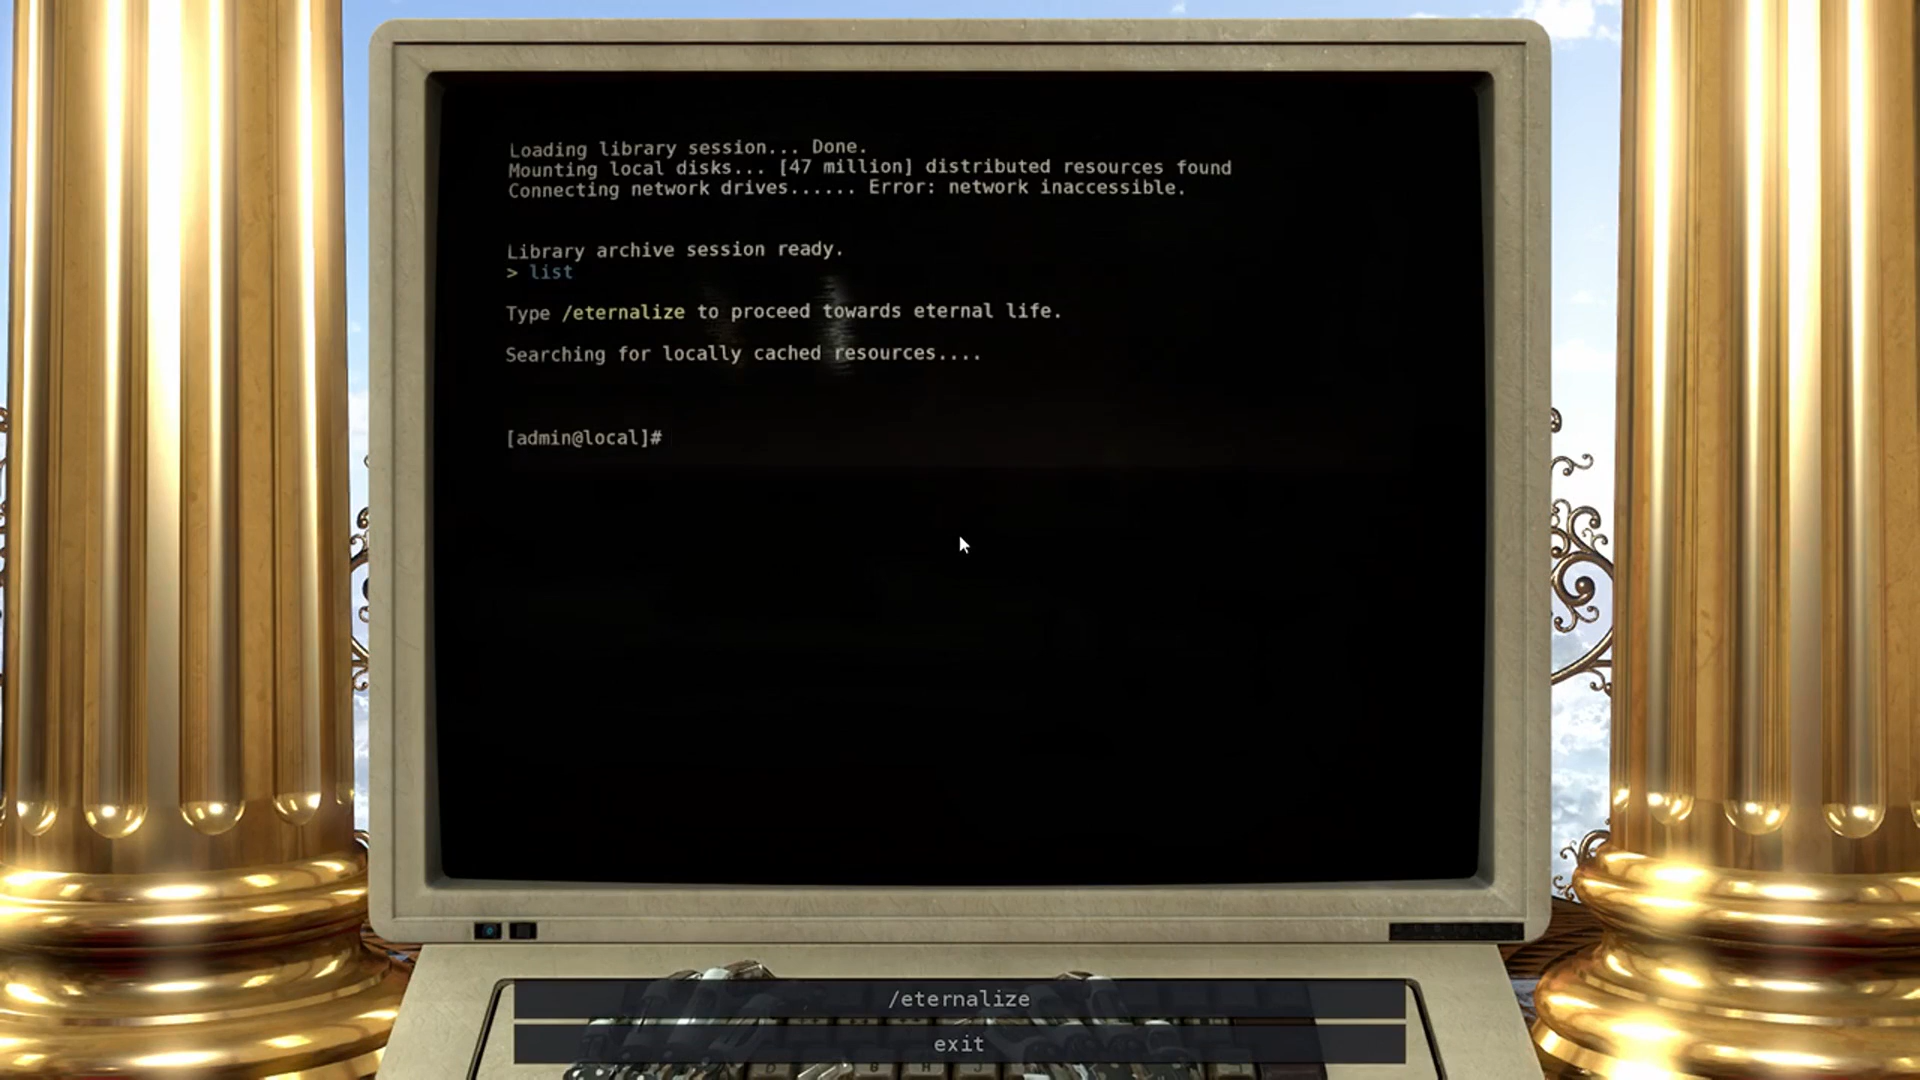 Loading library session... Done.
Mounting local disks... [47 million] distributed resources found
Connecting network drives...... Error: network inaccessible.
Library archive session ready.
> list
Type /eternalize to proceed towards eternal life.
Searching for locally cached resources....
[admin@local]#
/eternalize
exit